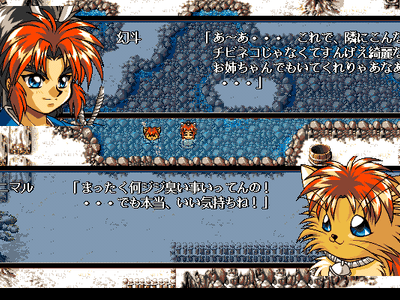 幻斗 「あ～あ・・・ これで、隣にこんな
チビネコじゃなくてすんげえ綺麗な
お姉ちゃんでもいてくれりゃあなあ
・・・」
ニマル 「まったく何ジジ臭い事いってんの！
・・・でも本当、いい気持ちね！」